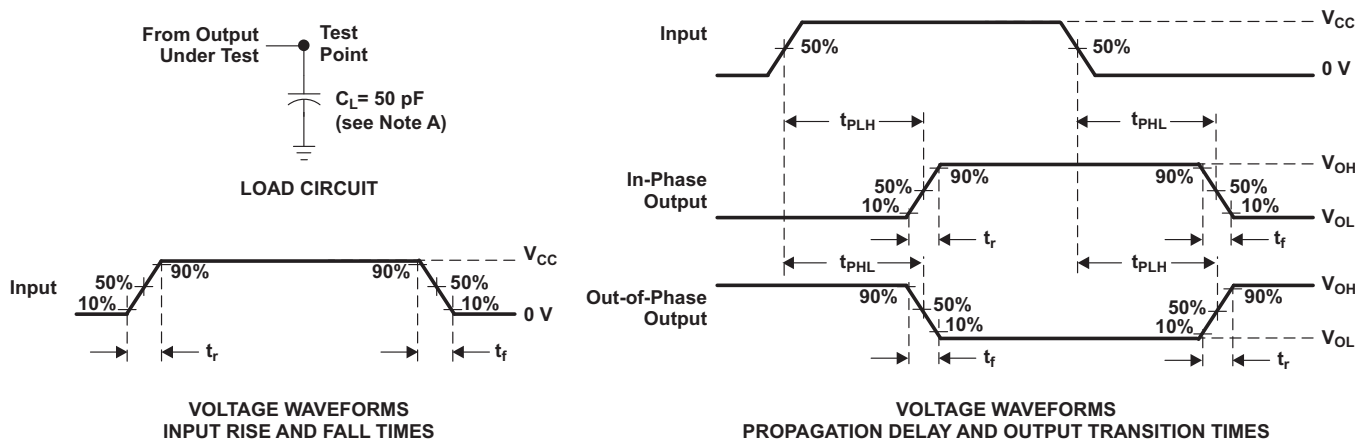 From Output
Under Test
Test
Point
C_L= 50 pF
(see Note A)
LOAD CIRCUIT
Input
10%
50%
90%
90%
50%
10%
V_CC
0 V
t_r
t_f
VOLTAGE WAVEFORMS
INPUT RISE AND FALL TIMES
Input
50%
50%
V_CC
0 V
t_PLH
t_PHL
In-Phase
Output
50%
10%
90%
90%
50%
10%
V_OH
V_OL
t_r
t_f
t_PHL
t_PLH
Out-of-Phase
Output
90%
50%
10%
50%
10%
90%
V_OH
V_OL
t_f
t_r
VOLTAGE WAVEFORMS
PROPAGATION DELAY AND OUTPUT TRANSITION TIMES